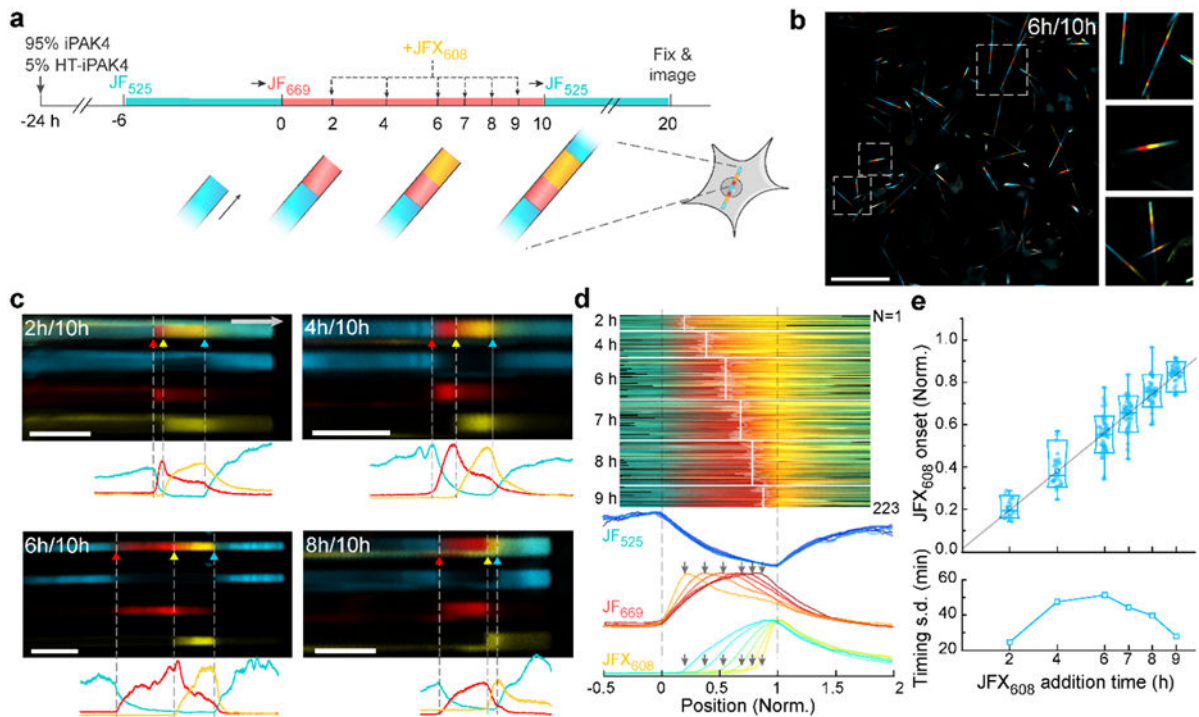 a
95% iPAK4
5% HT-iPAK4
JF525
JF669
+JFX608
JF525
Fix &
image
-24 h
-6
0
2
4
6
7
8
9
10
20
b
6h/10h
c
2h/10h
4h/10h
6h/10h
8h/10h
d
N=1
2 h
4 h
6 h
7 h
8 h
9 h
223
JF525
JF669
JFX608
-0.5
0
0.5
1
1.5
2
Position (Norm.)
e
JFX608 onset (Norm.)
1.0
0.8
0.6
0.4
0.2
0.0
Timing s.d. (min)
60
40
20
2
4
6
7
8
9
JFX608 addition time (h)